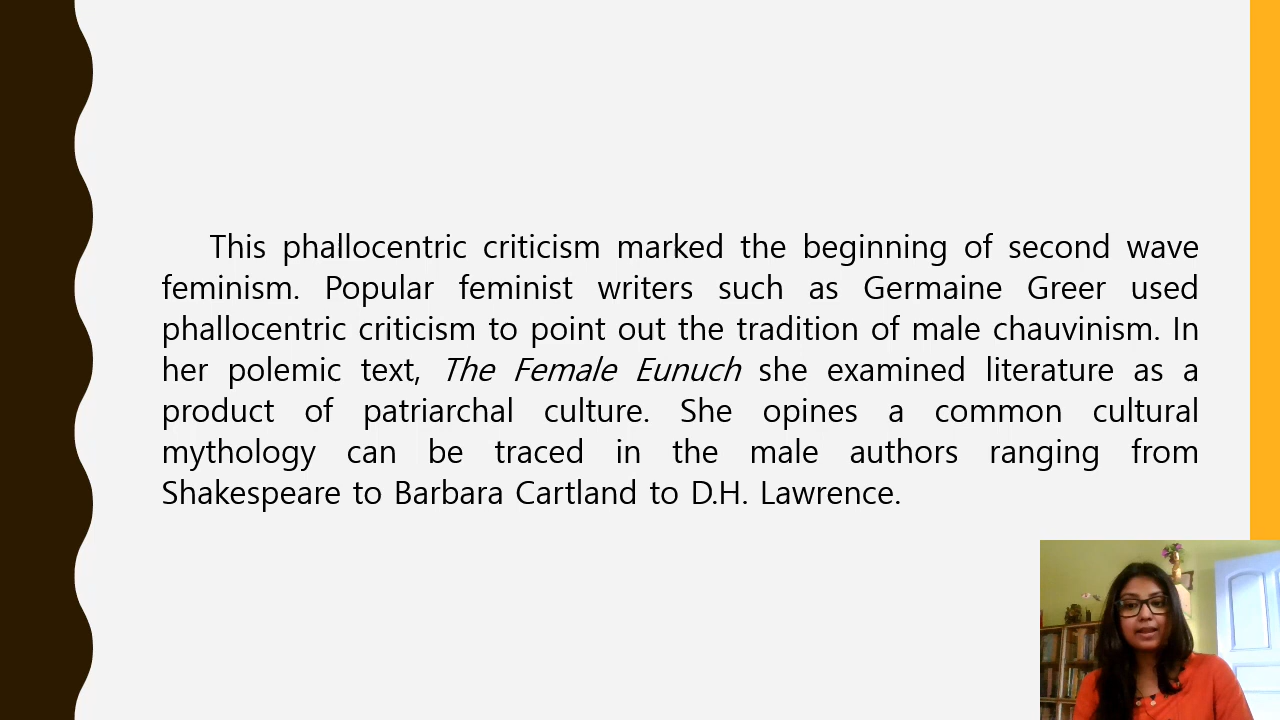 This phallocentric criticism marked the beginning of second wave
feminism. Popular feminist writers such as Germaine Greer used
phallocentric criticism to point out the tradition of male chauvinism. In
her polemic text, The Female Eunuch she examined literature as a
product of patriarchal culture. She opines a common cultural
mythology can be traced in the male authors ranging from
Shakespeare to Barbara Cartland to D.H. Lawrence.